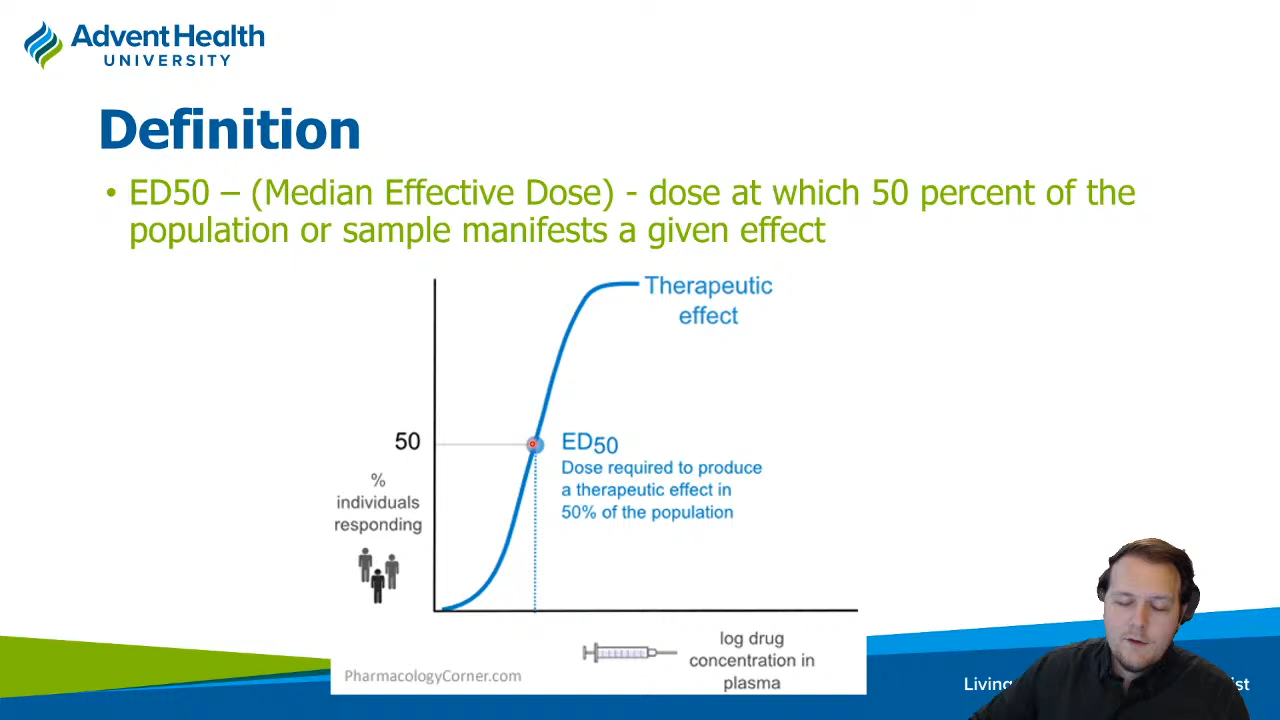 AdventHealth
UNIVERSITY
Definition
• ED50 – (Median Effective Dose) - dose at which 50 percent of the
population or sample manifests a given effect
Therapeutic
effect
50
%
individuals
responding
ED50
Dose required to produce
a therapeutic effect in
50% of the population
log drug
concentration in
plasma
PharmacologyCorner.com
Living